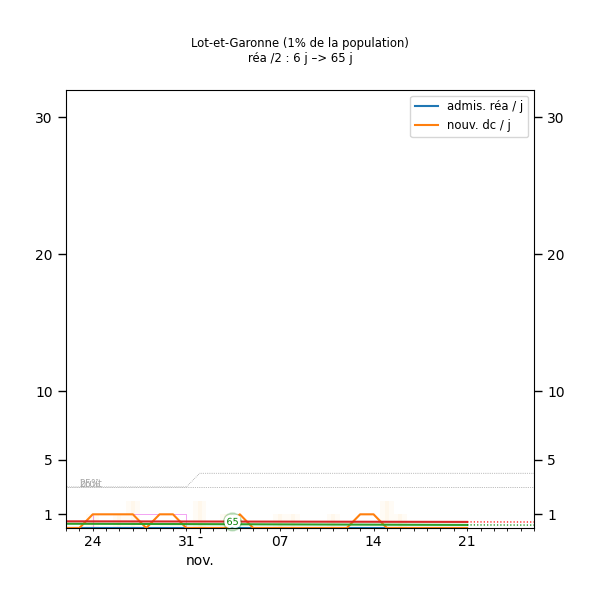 Lot-et-Garonne (1% de la population)
réa /2 : 6 j –> 65 j
admis. réa / j
nouv. dc / j
30 30
20 20
10 10
5 5
1 1
65
24 31 - 07 14 21
nov.